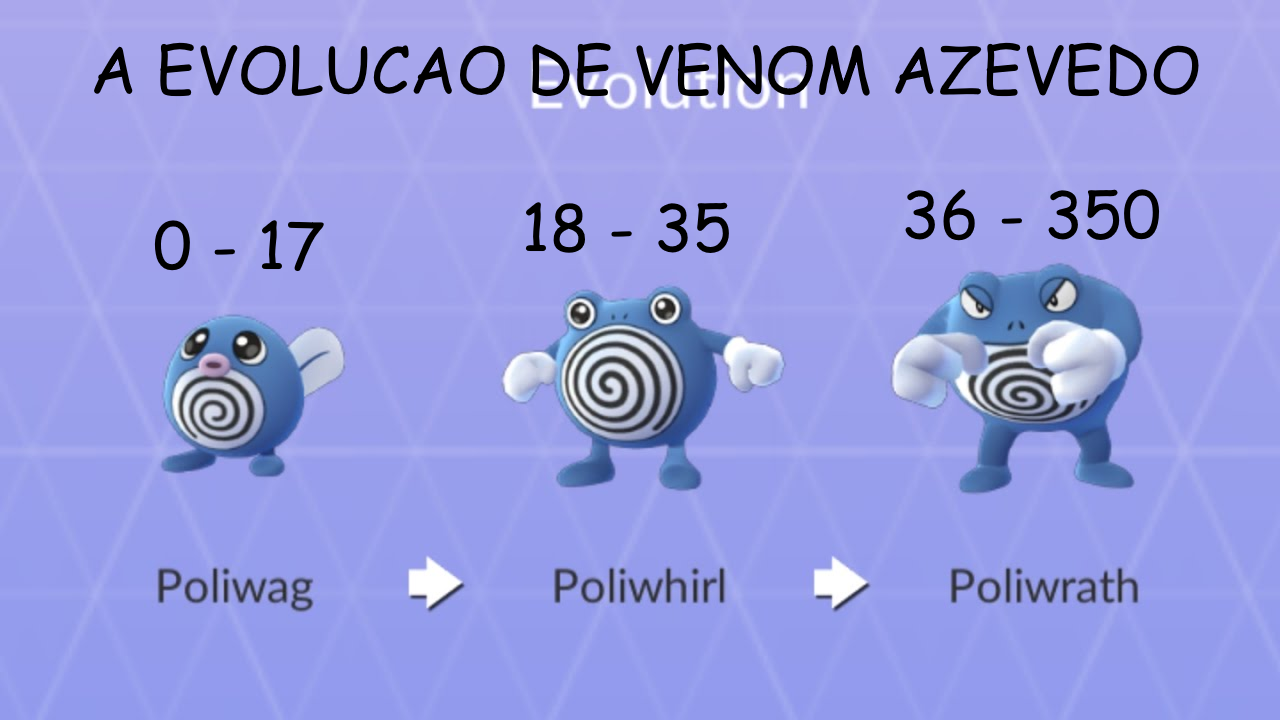 A EVOLUCAO DE VENOM AZEVEDO
Evolution
0 - 17
18 - 35
36 - 350
Poliwag
Poliwhirl
Poliwrath